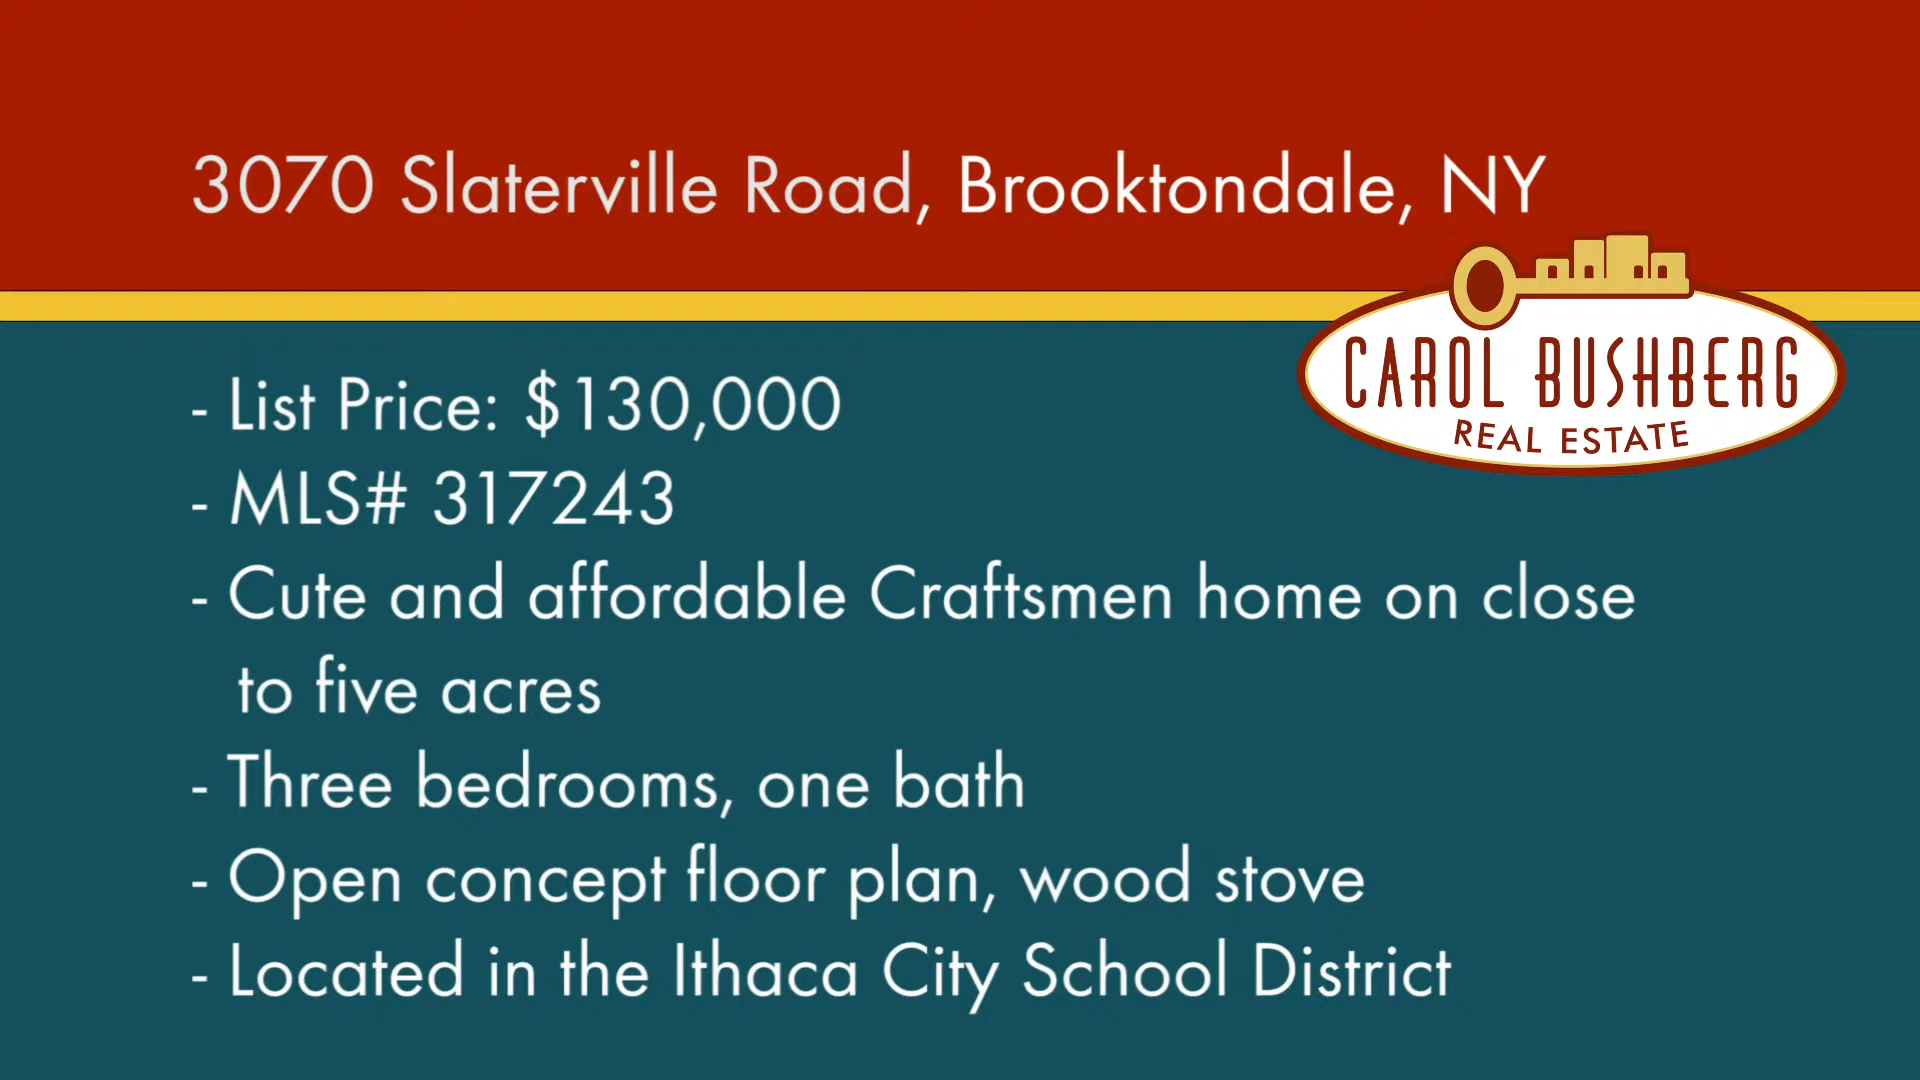 3070 Slaterville Road, Brooktondale, NY
CAROL BUSHBERG
REAL ESTATE
- List Price: $130,000
- MLS# 317243
- Cute and affordable Craftsmen home on close
to five acres
- Three bedrooms, one bath
- Open concept floor plan, wood stove
- Located in the Ithaca City School District